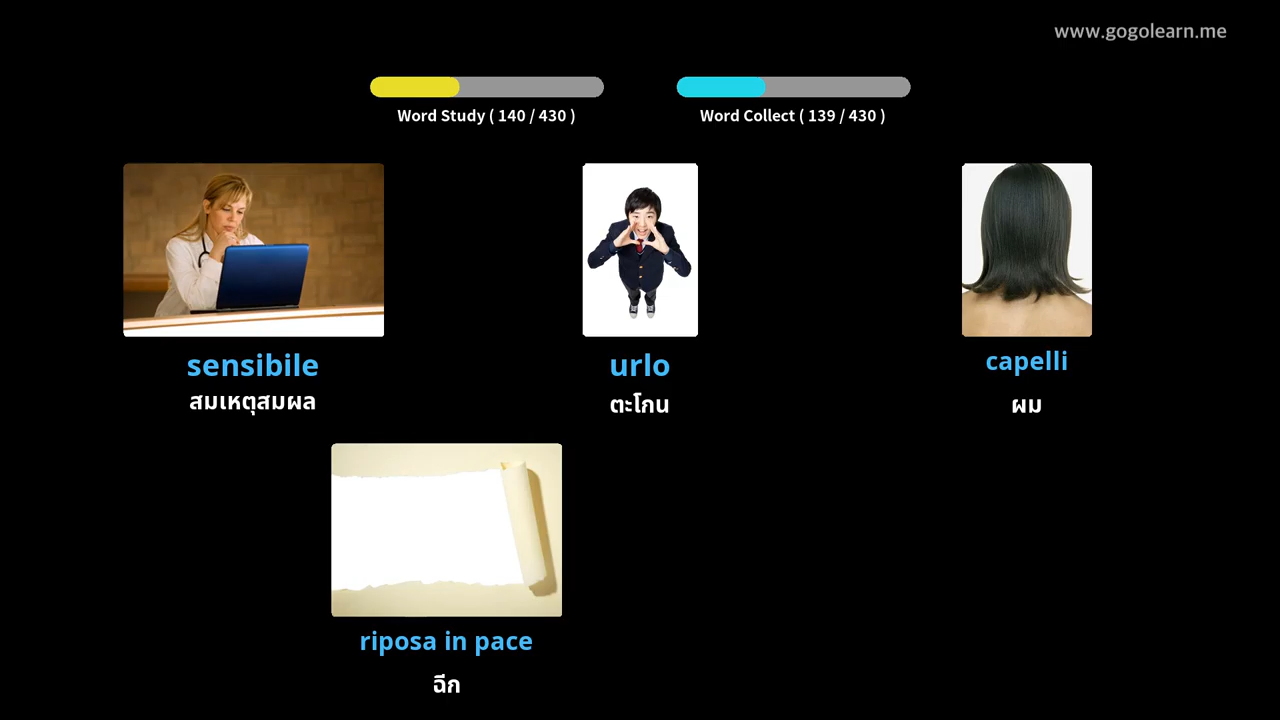 www.gogolearn.me
Word Study ( 140 / 430 )
Word Collect ( 139 / 430 )
sensibile
สมเหตุสมผล
urlo
ตะโกน
capelli
ผม
riposa in pace
ฉีก